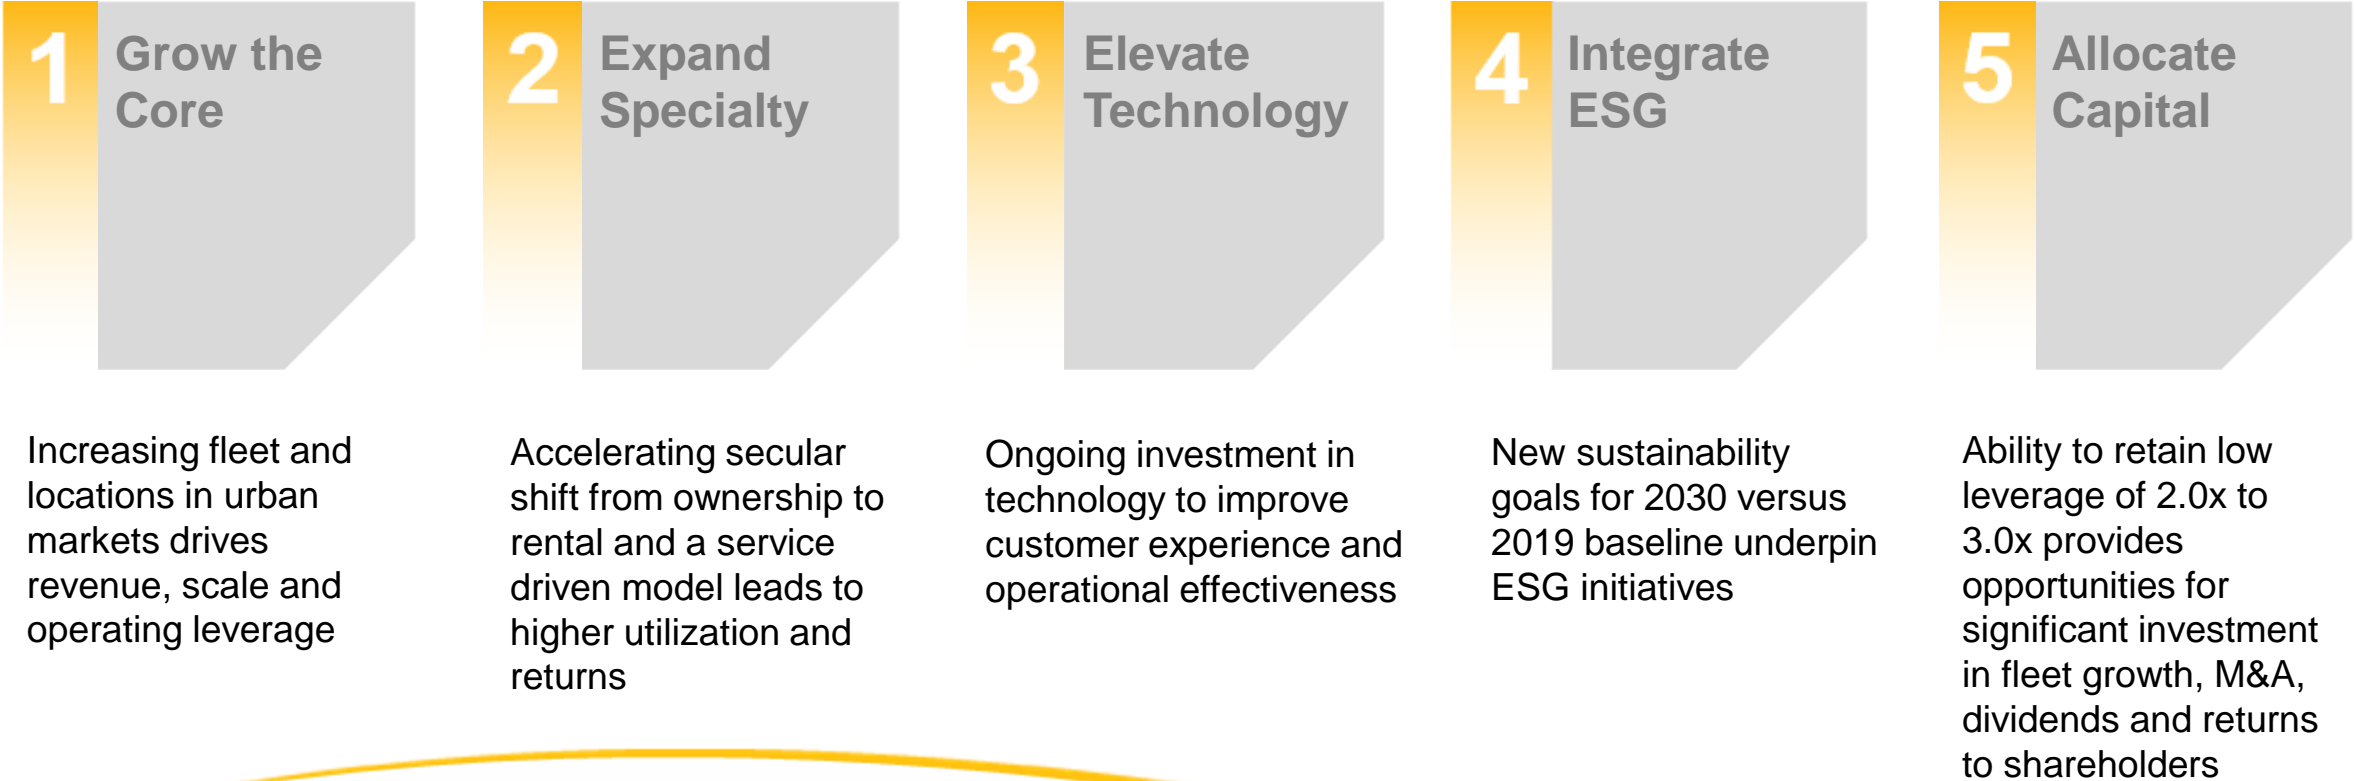 1
Grow the
Core
Increasing fleet and
locations in urban
markets drives
revenue, scale and
operating leverage
2
Expand
Specialty
Accelerating secular
shift from ownership to
rental and a service
driven model leads to
higher utilization and
returns
3
Elevate
Technology
Ongoing investment in
technology to improve
customer experience and
operational effectiveness
4
Integrate
ESG
New sustainability
goals for 2030 versus
2019 baseline underpin
ESG initiatives
5
Allocate
Capital
Ability to retain low
leverage of 2.0x to
3.0x provides
opportunities for
significant investment
in fleet growth, M&A,
dividends and returns
to shareholders